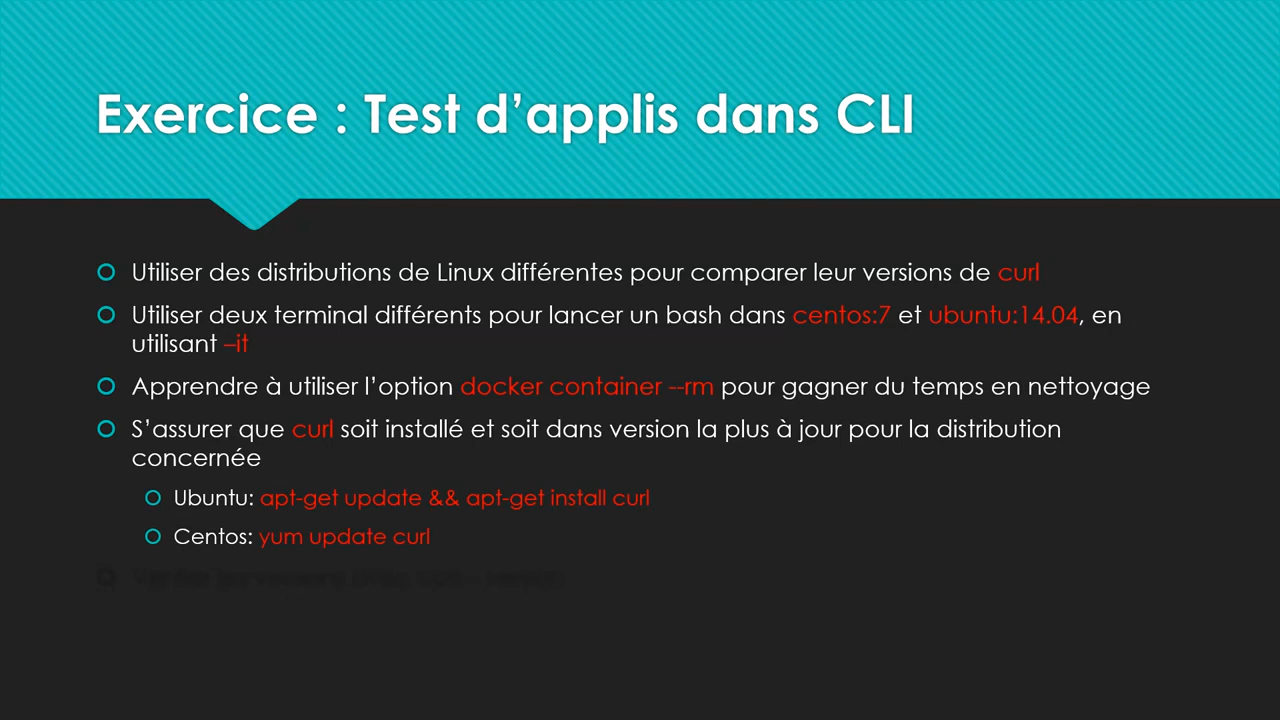 Exercice : Test d’applis dans CLI
Utiliser des distributions de Linux différentes pour comparer leur versions de curl
Utiliser deux terminal différents pour lancer un bash dans centos:7 et ubuntu:14.04, en
utilisant –it
Apprendre à utiliser l’option docker container --rm pour gagner du temps en nettoyage
S’assurer que curl soit installé et soit dans version la plus à jour pour la distribution
concernée
Ubuntu: apt-get update && apt-get install curl
Centos: yum update curl